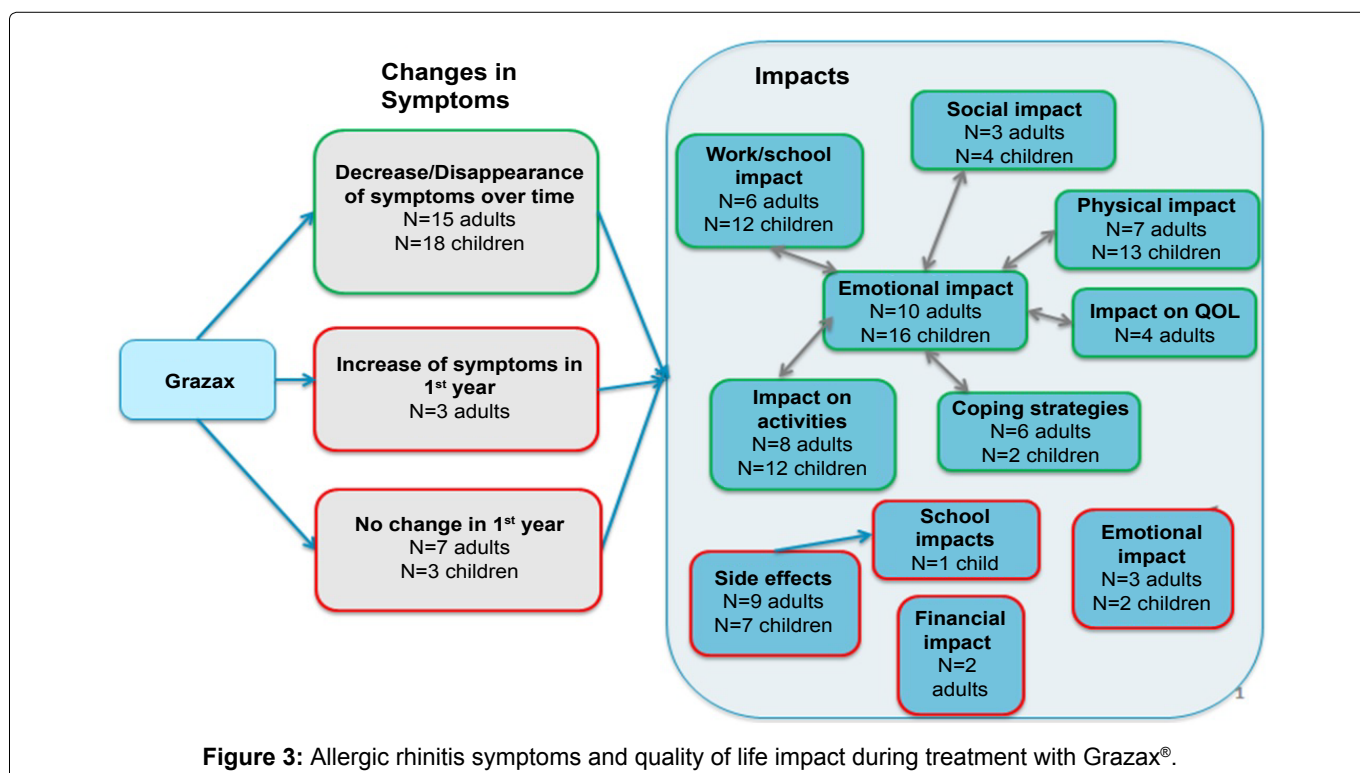 Changes in
Symptoms
Impacts
Decrease/Disappearance
of symptoms over time
N=15 adults
N=18 children
Grazax
Increase of symptoms in
1st year
N=3 adults
No change in 1st year
N=7 adults
N=3 children
Social impact
N=3 adults
N=4 children
Work/school
impact
N=6 adults
N=12 children
Physical impact
N=7 adults
N=13 children
Emotional impact
N=10 adults
N=16 children
Impact on QOL
N=4 adults
Impact on
activities
N=8 adults
N=12 children
Coping strategies
N=6 adults
N=2 children
School
impacts
N=1 child
Side effects
N=9 adults
N=7 children
Emotional
impact
N=3 adults
N=2 children
Financial
impact
N=2
adults
1
Figure 3: Allergic rhinitis symptoms and quality of life impact during treatment with Grazax®.